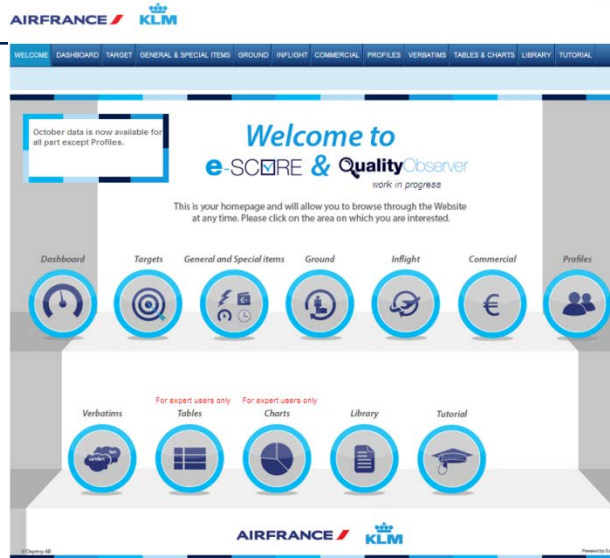 AIRFRANCE KLM
WELCOME DASHBOARD TARGET GENERAL & SPECIAL ITEMS GROUND INFLIGHT COMMERCIAL PROFILES VERBATIMS TABLES & CHARTS LIBRARY TUTORIAL
October data is now available for
all part except Profiles.
Welcome to
e-SCORE & QualityObserver
work in progress
This is your homepage and will allow you to browse through the Website
at any time. Please click on the area on which you are interested.
Dashboard Targets General and Special items Ground Inflight Commercial Profiles
€
For expert users only For expert users only
Verbatims Tables Charts Library Tutorial
comfort
AIRFRANCE KLM